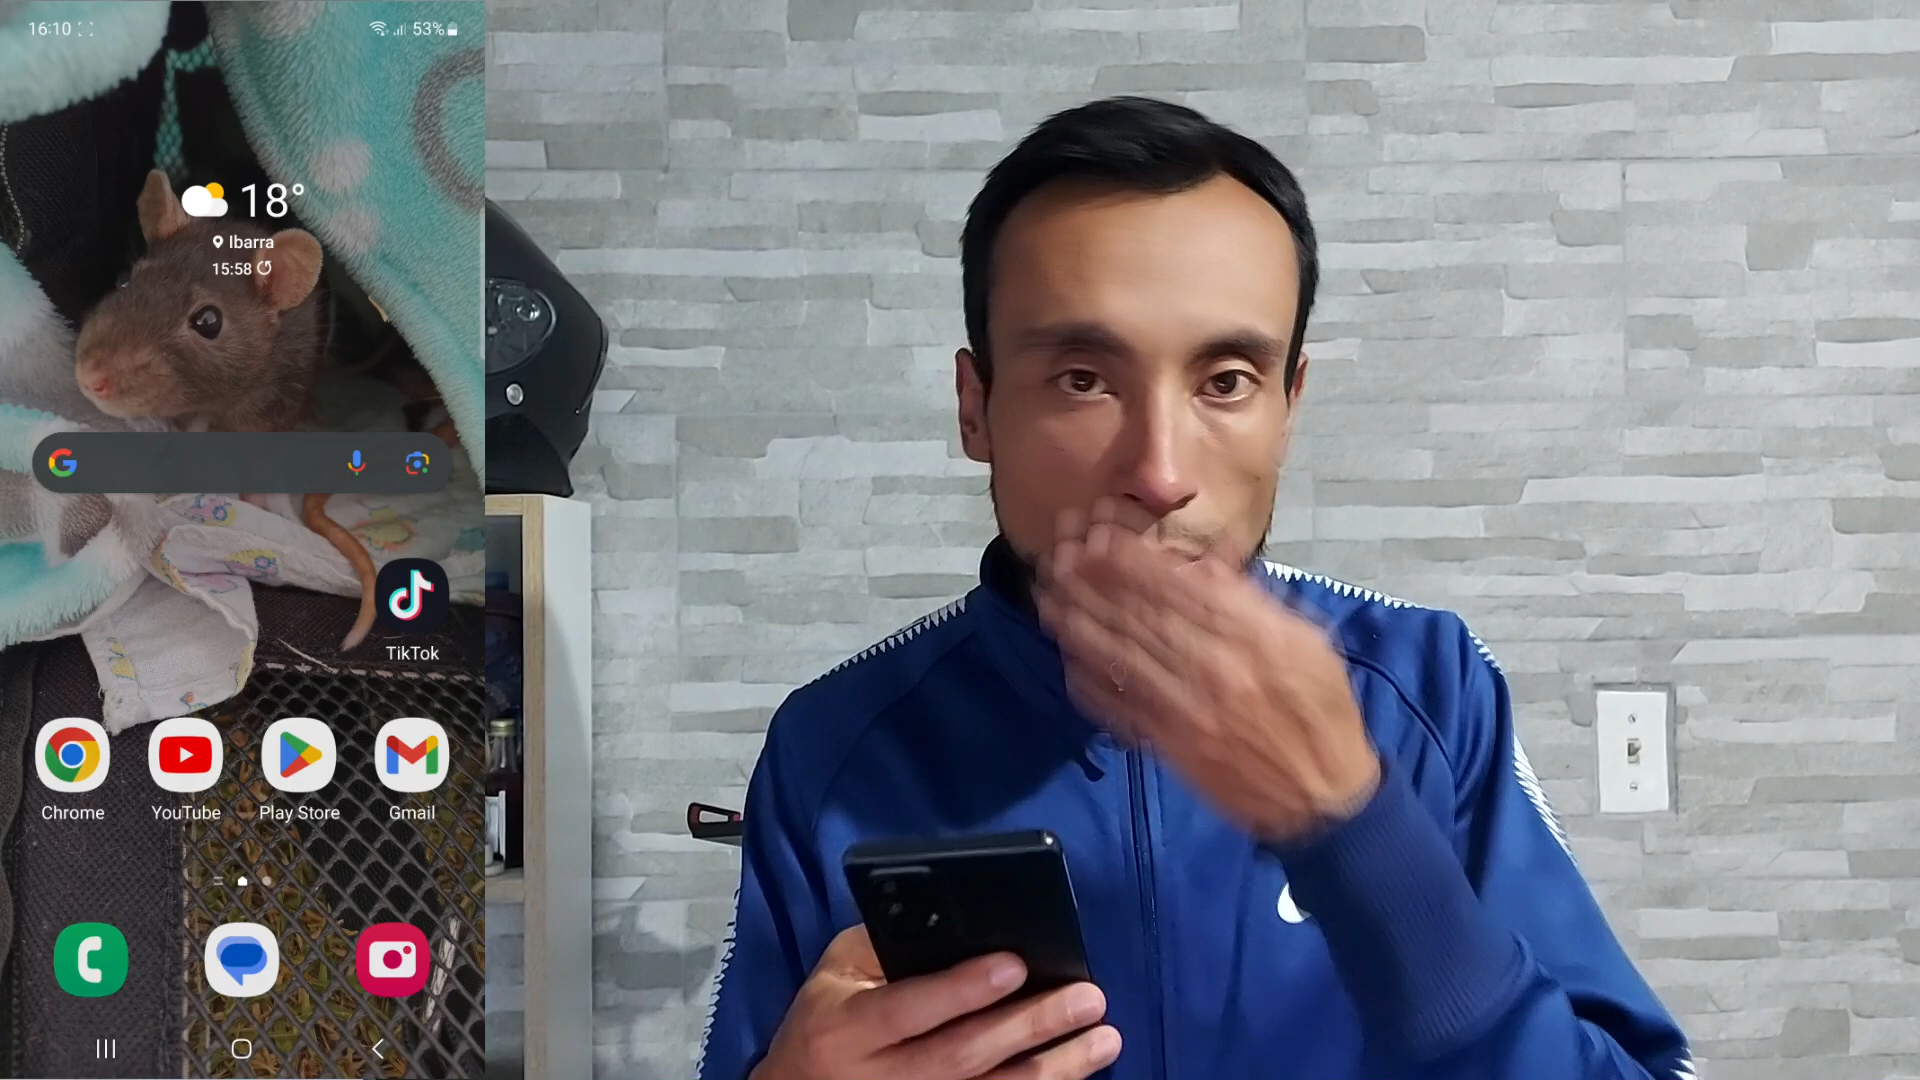 16:10
53%
18°
Ibarra
15:58
TikTok
Chrome
YouTube
Play Store
Gmail